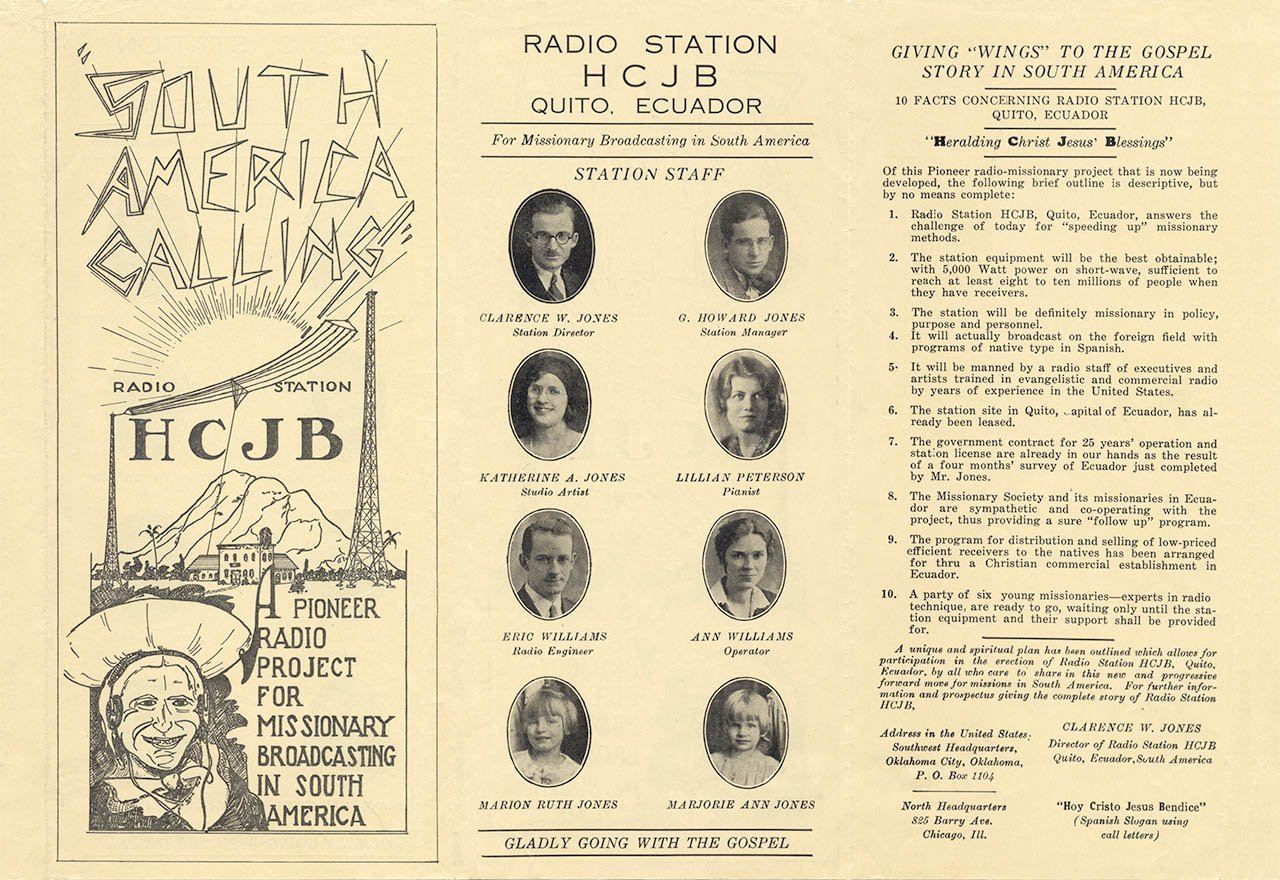 "SOUTH
AMERICA
CALLING"
RADIO STATION
HCJB
A PIONEER
RADIO
PROJECT
FOR
MISSIONARY
BROADCASTING
IN SOUTH
AMERICA
RADIO STATION
HCJB
QUITO, ECUADOR
For Missionary Broadcasting in South America
STATION STAFF
CLARENCE W. JONES
Station Director
G. HOWARD JONES
Station Manager
KATHERINE A. JONES
Studio Artist
LILLIAN PETERSON
Pianist
ERIC WILLIAMS
Radio Engineer
ANN WILLIAMS
Operator
MARION RUTH JONES
MARJORIE ANN JONES
GLADLY GOING WITH THE GOSPEL
GIVING "WINGS" TO THE GOSPEL
STORY IN SOUTH AMERICA
10 FACTS CONCERNING RADIO STATION HCJB,
QUITO, ECUADOR
"Heralding Christ Jesus' Blessings"
Of this Pioneer radio-missionary project that is now being
developed, the following brief outline is descriptive, but
by no means complete:
1. Radio Station HCJB, Quito, Ecuador, answers the
challenge of today for "speeding up" missionary
methods.
2. The station equipment will be the best obtainable;
with 5,000 Watt power on short-wave, sufficient to
reach at least eight to ten millions of people when
they have receivers.
3. The station will be definitely missionary in policy,
purpose and personnel.
4. It will actually broadcast on the foreign field with
programs of native type in Spanish.
5. It will be manned by a radio staff of executives and
artists trained in evangelistic and commercial radio
by years of experience in the United States.
6. The station site in Quito, capital of Ecuador, has al-
ready been leased.
7. The government contract for 25 years' operation and
station license are already in our hands as the result
of a four months' survey of Ecuador just completed
by Mr. Jones.
8. The Missionary Society and its missionaries in Ecua-
dor are sympathetic and co-operating with the
project, thus providing a sure "follow up" program.
9. The program for distribution and selling of low-priced
efficient receivers to the natives has been arranged
for thru a Christian commercial establishment in
Ecuador.
10. A party of six young missionaries—experts in radio
technique, are ready to go, waiting only until the sta-
tion equipment and their support shall be provided
for.
A unique and spiritual plan has been outlined which allows for
participation in the erection of Radio Station HCJB, Quito,
Ecuador, by all who care to share in this new and progressive
forward move for missions in South America. For further infor-
mation and prospectus giving the complete story of Radio Station
HCJB,
Address in the United States:
Southwest Headquarters,
Oklahoma City, Oklahoma,
P. O. Box 1104
CLARENCE W. JONES
Director of Radio Station HCJB
Quito, Ecuador, South America
North Headquarters
825 Barry Ave.
Chicago, Ill.
"Hoy Cristo Jesus Bendice"
(Spanish Slogan using
call letters)